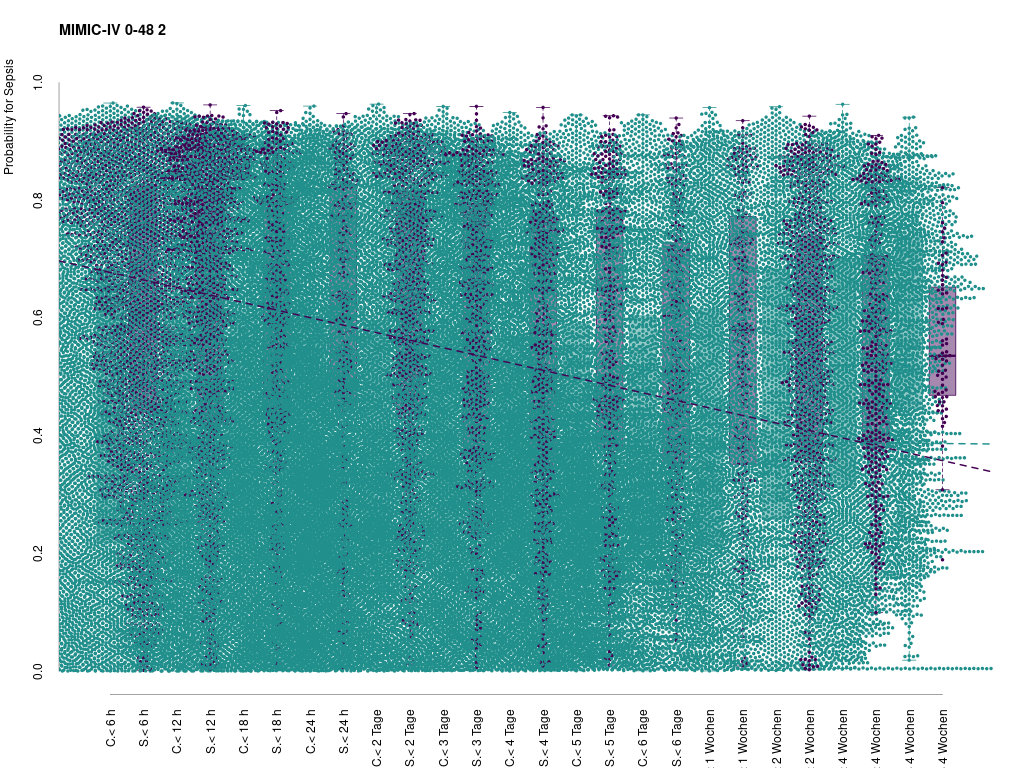 MIMIC-IV 0-48 2
Probability for Sepsis
1.0
0.8
0.6
0.4
0.2
0.0
C.< 6 h
S.< 6 h
C.< 12 h
S.< 12 h
C.< 18 h
S.< 18 h
C.< 24 h
S.< 24 h
C.< 2 Tage
S.< 2 Tage
C.< 3 Tage
S.< 3 Tage
C.< 4 Tage
S.< 4 Tage
C.< 5 Tage
S.< 5 Tage
C.< 6 Tage
S.< 6 Tage
1 Wochen
1 Wochen
2 Wochen
2 Wochen
4 Wochen
4 Wochen
4 Wochen
4 Wochen